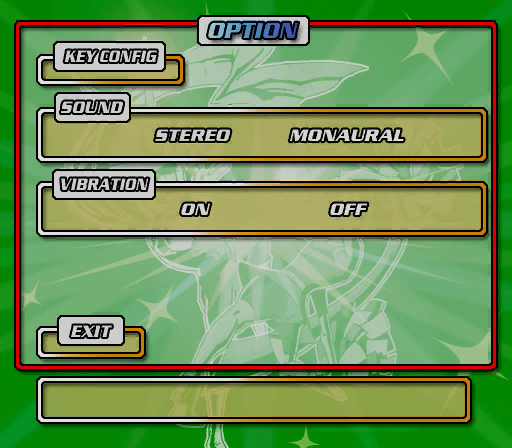 OPTION
KEY CONFIG
SOUND
STEREO MONAURAL
VIBRATION
ON OFF
EXIT